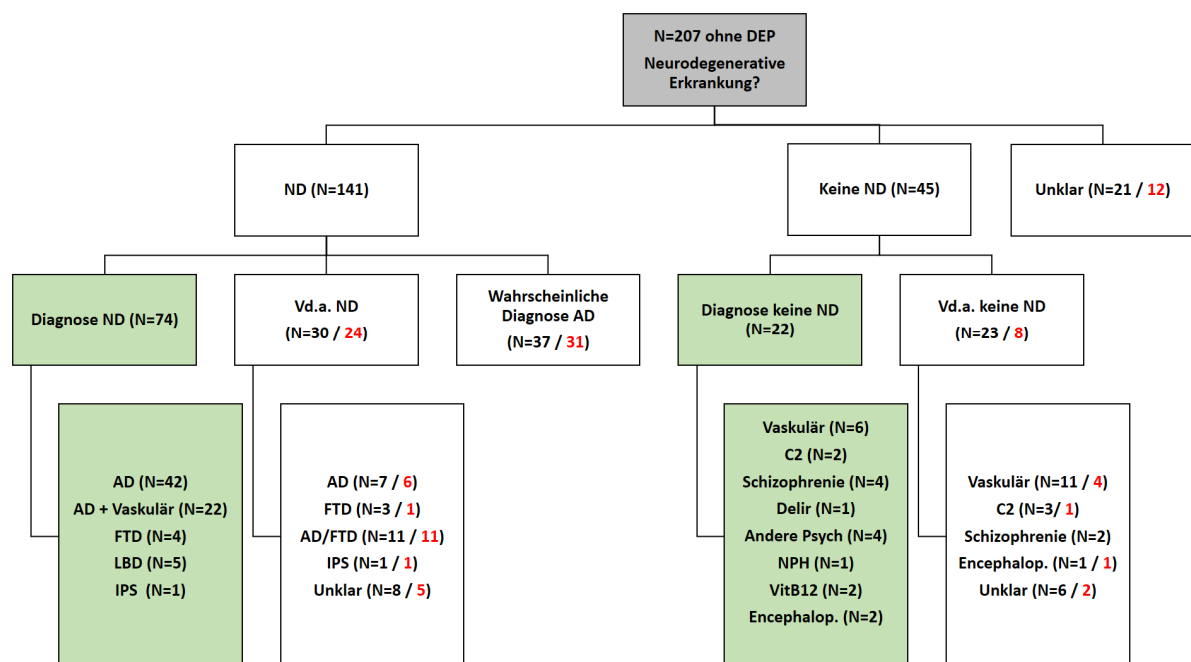 N=207 ohne DEP
Neurodegenerative
Erkrankung?
ND (N=141)
Keine ND (N=45)
Unklar (N=21 / 12)
Diagnose ND (N=74)
Vd.a. ND
(N=30 / 24)
Wahrscheinliche
Diagnose AD
(N=37 / 31)
Diagnose keine ND
(N=22)
Vd.a. keine ND
(N=23 / 8)
AD (N=42)
AD + Vaskulär (N=22)
FTD (N=4)
LBD (N=5)
IPS (N=1)
AD (N=7 / 6)
FTD (N=3 / 1)
AD/FTD (N=11 / 11)
IPS (N=1 / 1)
Unklar (N=8 / 5)
Vaskulär (N=6)
C2 (N=2)
Schizophrenie (N=4)
Delir (N=1)
Andere Psych (N=4)
NPH (N=1)
VitB12 (N=2)
Encephalop. (N=2)
Vaskulär (N=11 / 4)
C2 (N=3/ 1)
Schizophrenie (N=2)
Encephalop. (N=1 / 1)
Unklar (N=6 / 2)